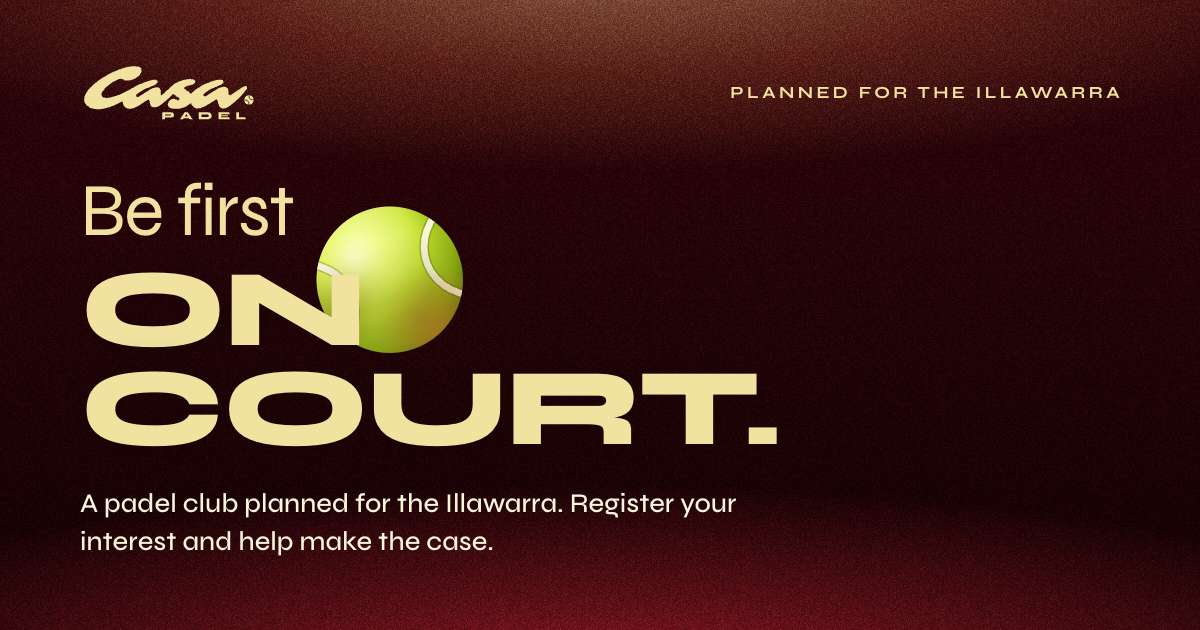 Casa
PADEL
PLANNED FOR THE ILLAWARRA
Be first
ON
COURT.
A padel club planned for the Illawarra. Register your
interest and help make the case.